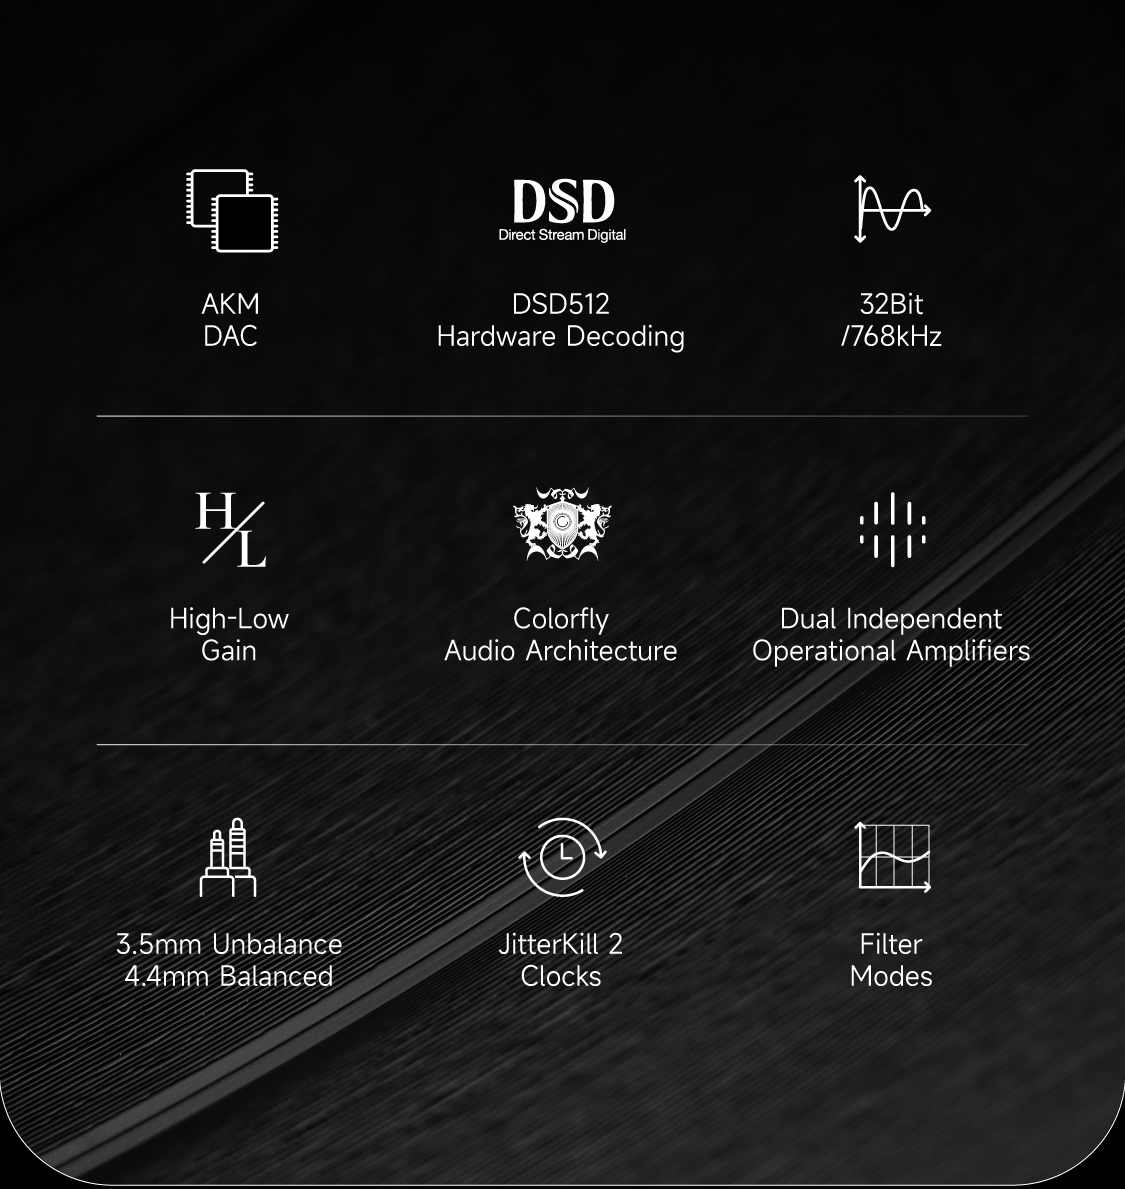 DSD
Direct Stream Digital
AKM
DAC
DSD512
Hardware Decoding
32Bit
/768kHz
H/L
High-Low
Gain
Colorfly
Audio Architecture
Dual Independent
Operational Amplifiers
3.5mm Unbalance
4.4mm Balanced
JitterKill 2
Clocks
Filter
Modes